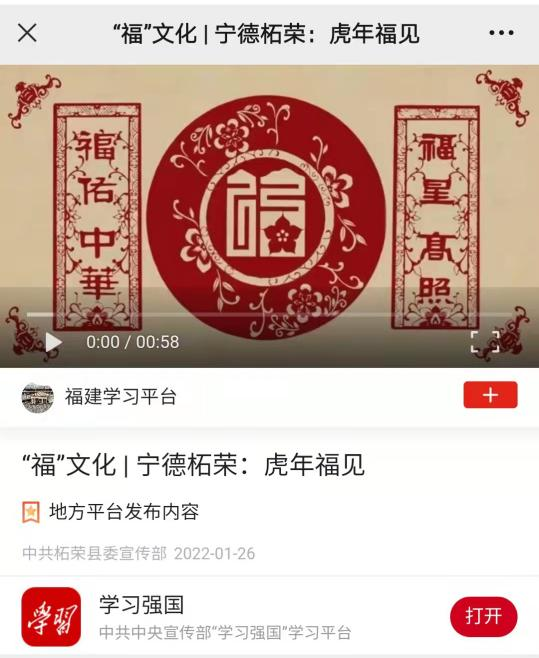 “福”文化 | 宁德柘荣：虎年福见
福佑中華
福
福星髙照
0:00 / 00:58
福建学习平台
“福”文化 | 宁德柘荣：虎年福见
地方平台发布内容
中共柘荣县委宣传部 2022-01-26
学習
学习强国
中共中央宣传部“学习强国”学习平台
打开